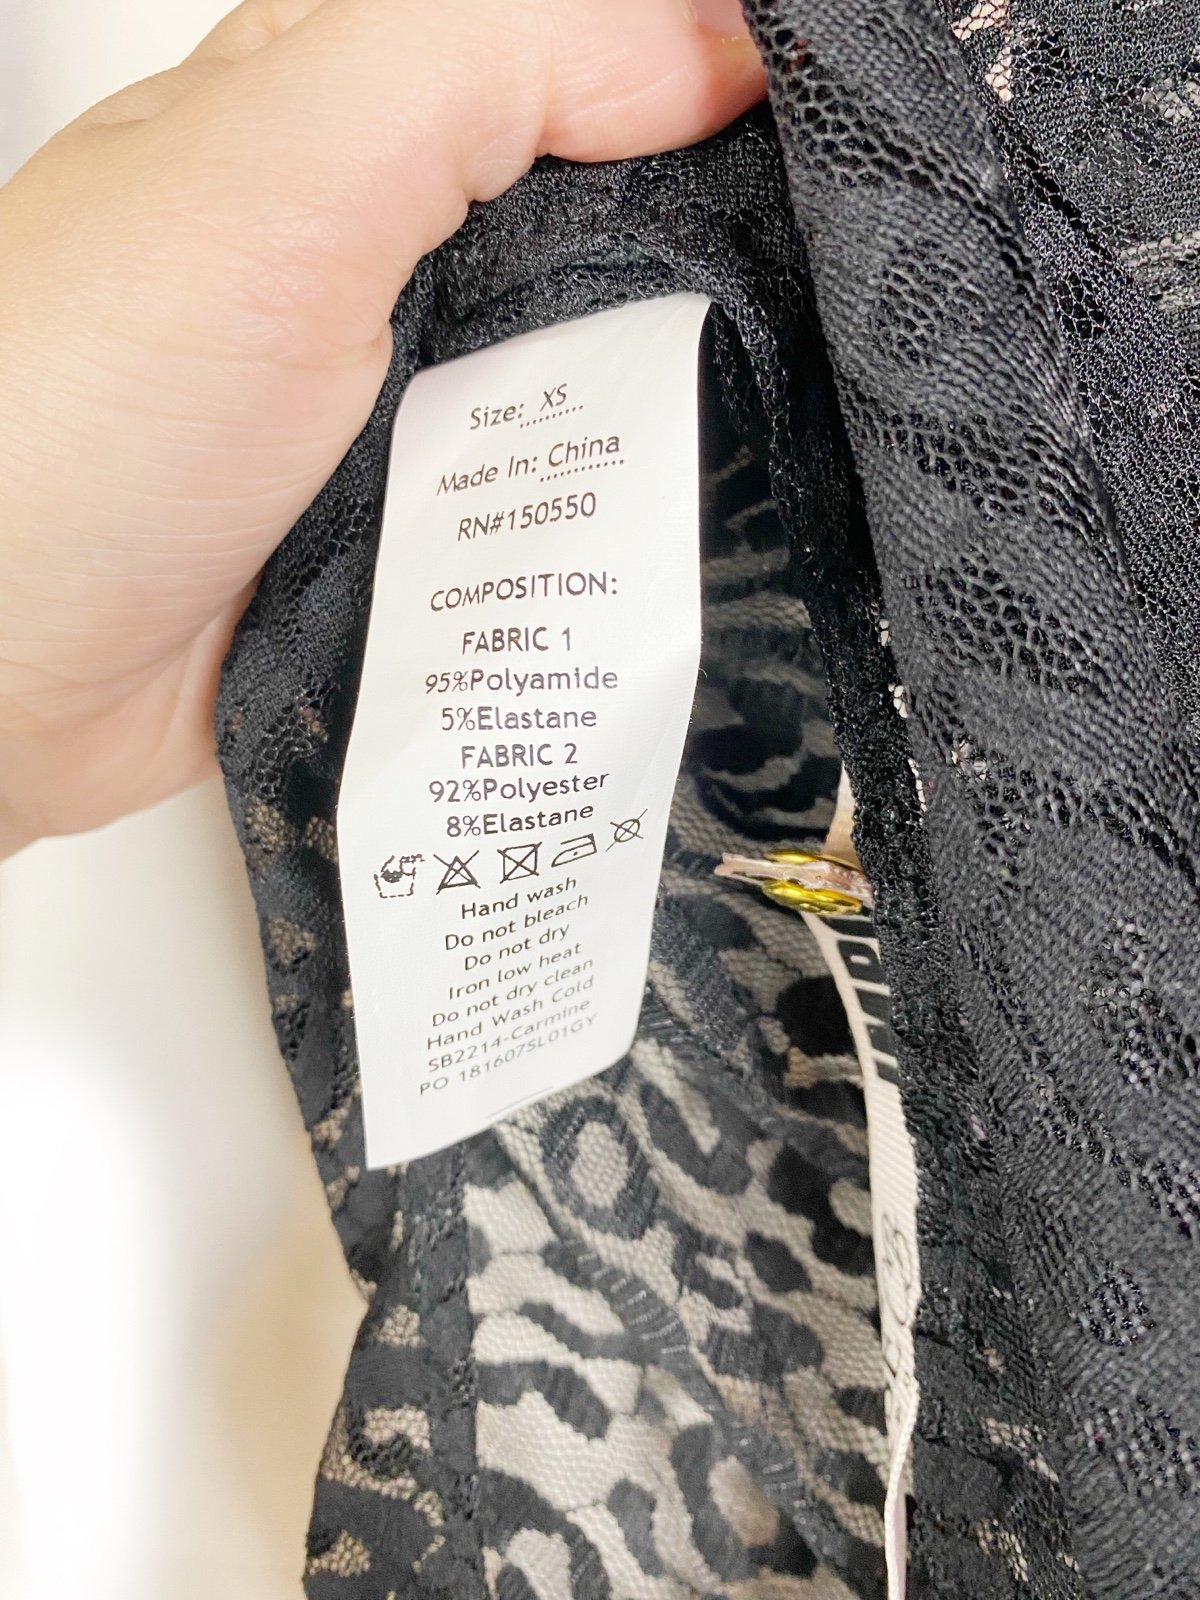 Size: XS
Made In: China
RN#150550
COMPOSITION:
FABRIC 1
95%Polyamide
5%Elastane
FABRIC 2
92%Polyester
8%Elastane
Hand wash
Do not bleach
Do not dry
Iron low heat
Do not dry clean
Hand Wash Cold
SB2214-Carmine
PO 181607SL01GY